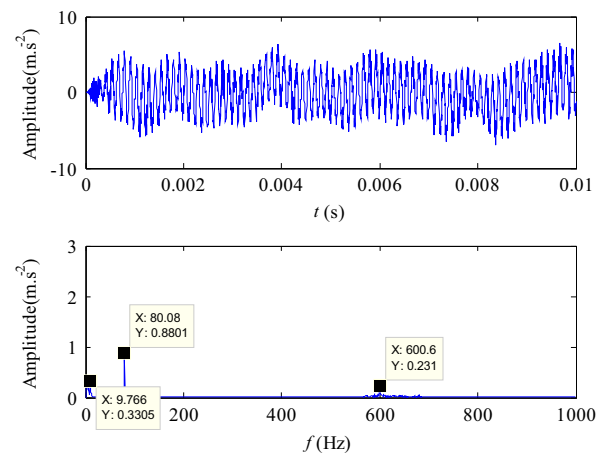 10
0
-10
Amplitude(m.s-2)
0 0.002 0.004 0.006 0.008 0.01
t (s)
3
2
1
0
Amplitude(m.s-2)
X: 80.08
Y: 0.8801
X: 600.6
Y: 0.231
X: 9.766
Y: 0.3305
0 200 400 600 800 1000
f (Hz)